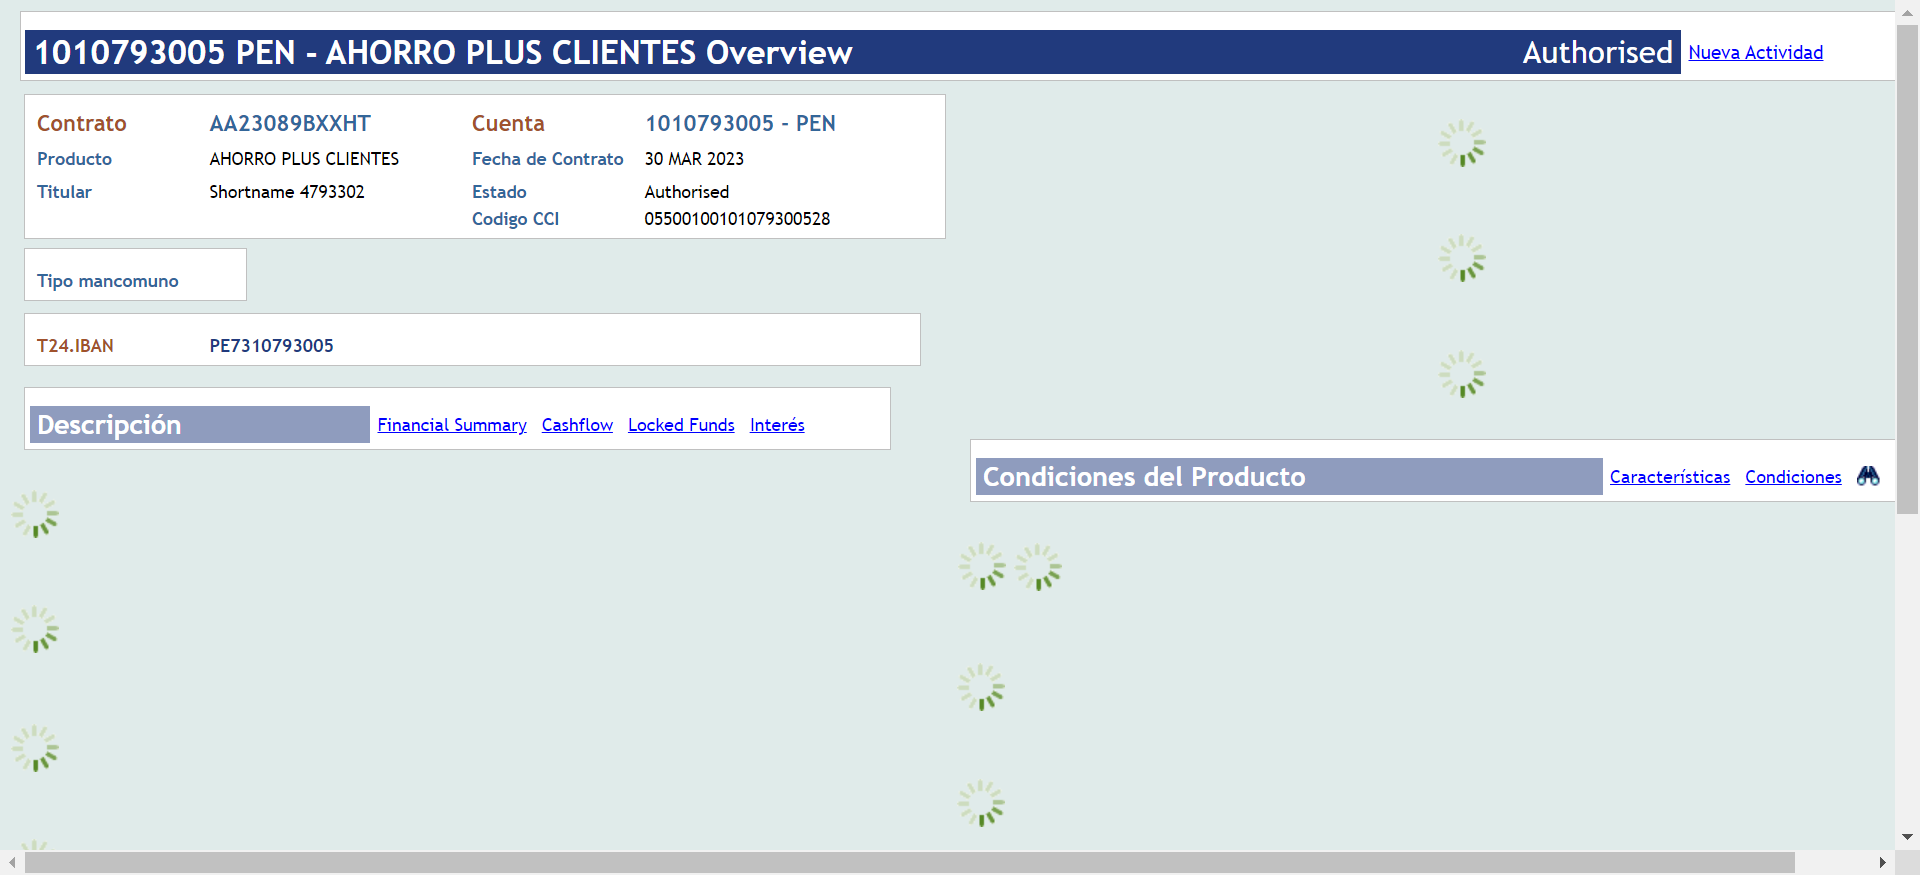 1010793005 PEN - AHORRO PLUS CLIENTES Overview Authorised Nueva Actividad
Contrato AA23089BXXHT Cuenta 1010793005 - PEN
Producto AHORRO PLUS CLIENTES Fecha de Contrato 30 MAR 2023
Titular Shortname 4793302 Estado Authorised
Codigo CCI 05500100101079300528
Tipo mancomuno
T24.IBAN PE7310793005
Descripción Financial Summary Cashflow Locked Funds Interés
Condiciones del Producto Características Condiciones